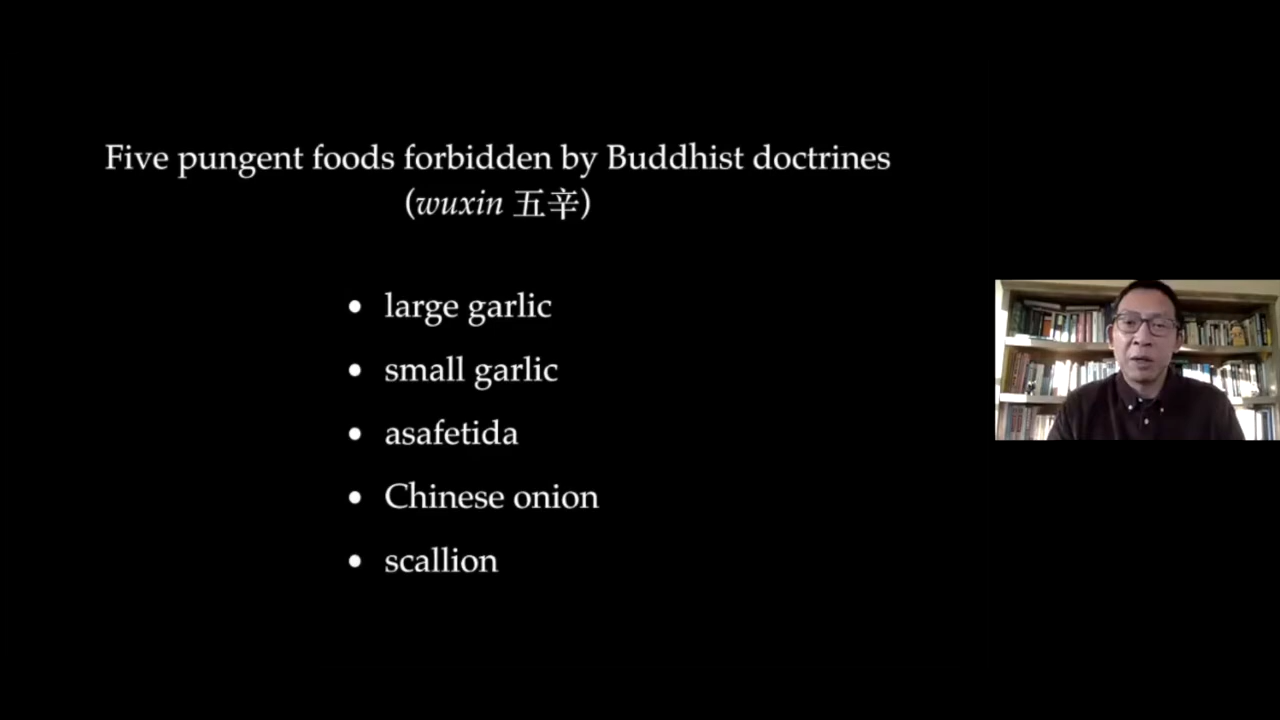 Five pungent foods forbidden by Buddhist doctrines
(wuxin 五辛)
• large garlic
• small garlic
• asafetida
• Chinese onion
• scallion